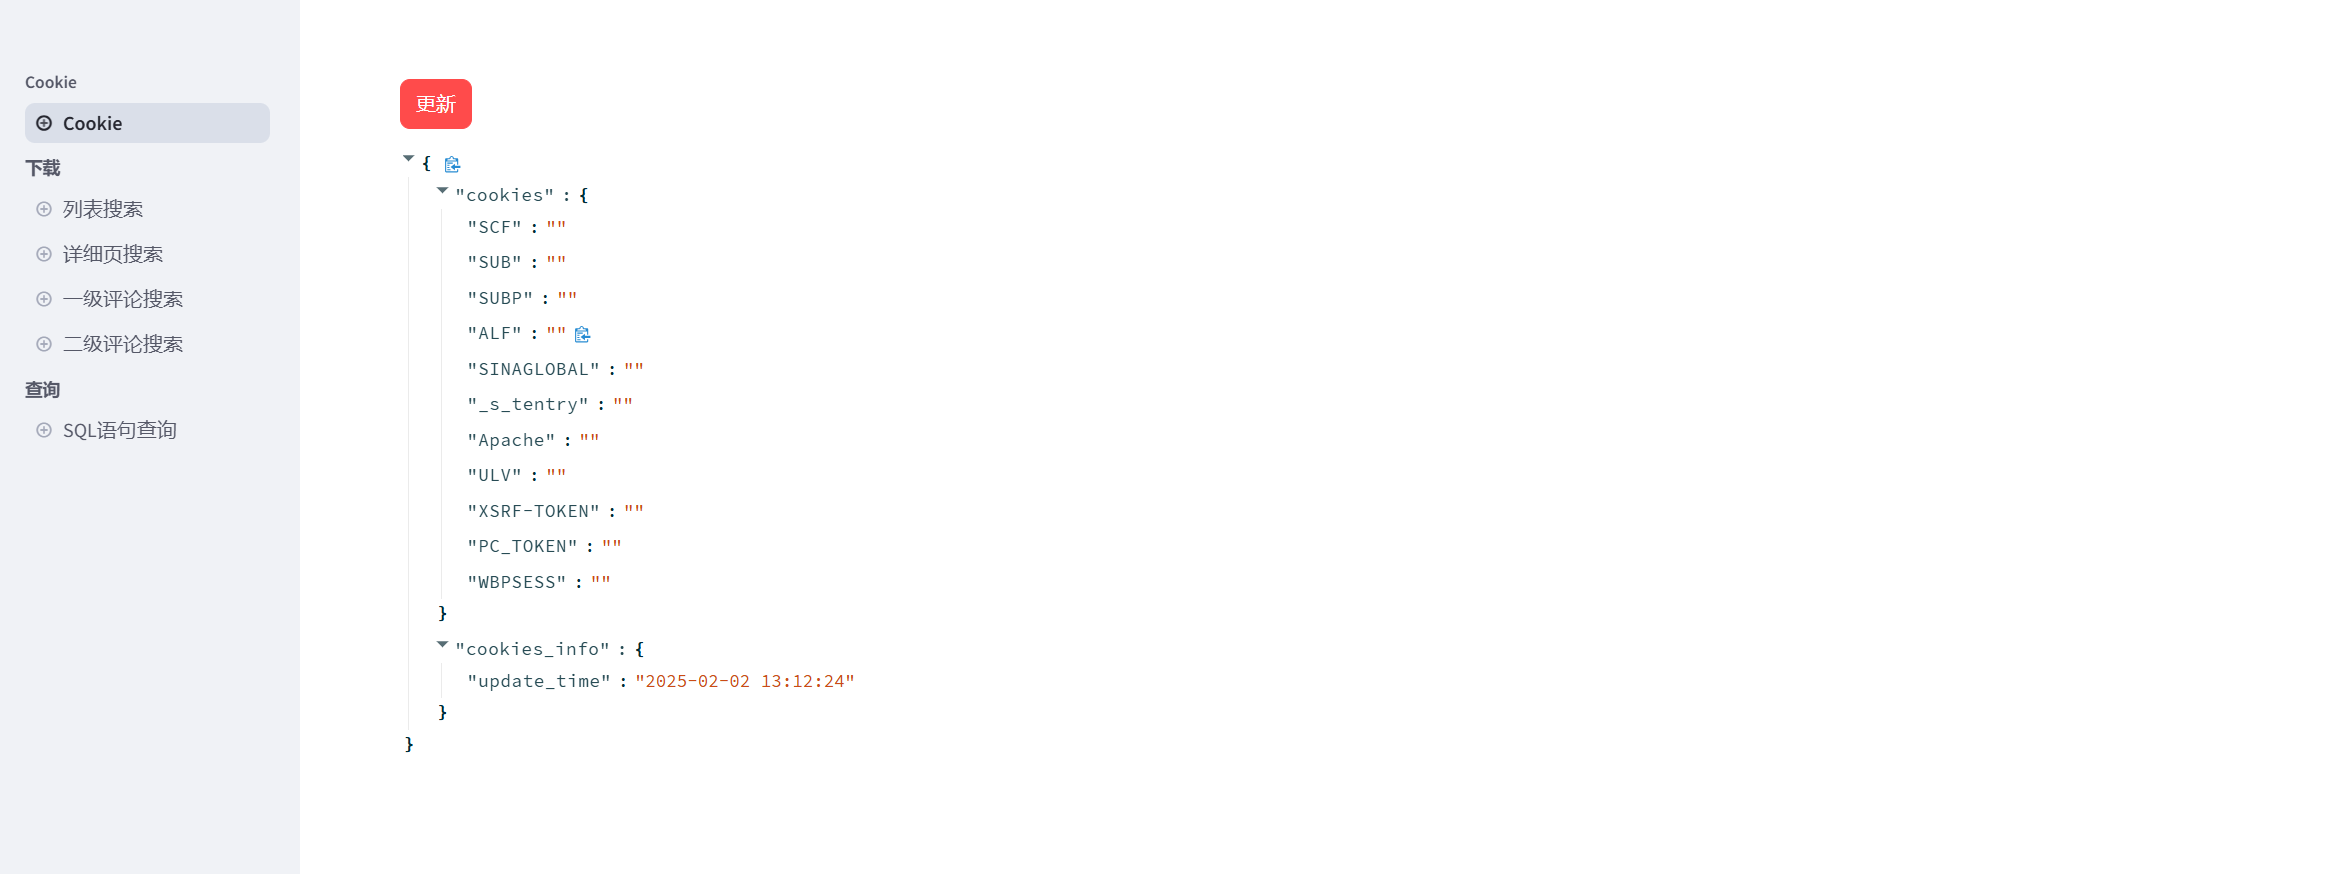 Cookie
Cookie
下载
列表搜索
详细页搜索
一级评论搜索
二级评论搜索
查询
SQL语句查询
更新
{
"cookies" : {
"SCF" : ""
"SUB" : ""
"SUBP" : ""
"ALF" : ""
"SINAGLOBAL" : ""
"_s_tentry" : ""
"Apache" : ""
"ULV" : ""
"XSRF-TOKEN" : ""
"PC_TOKEN" : ""
"WBPSESS" : ""
}
"cookies_info" : {
"update_time" : "2025-02-02 13:12:24"
}
}